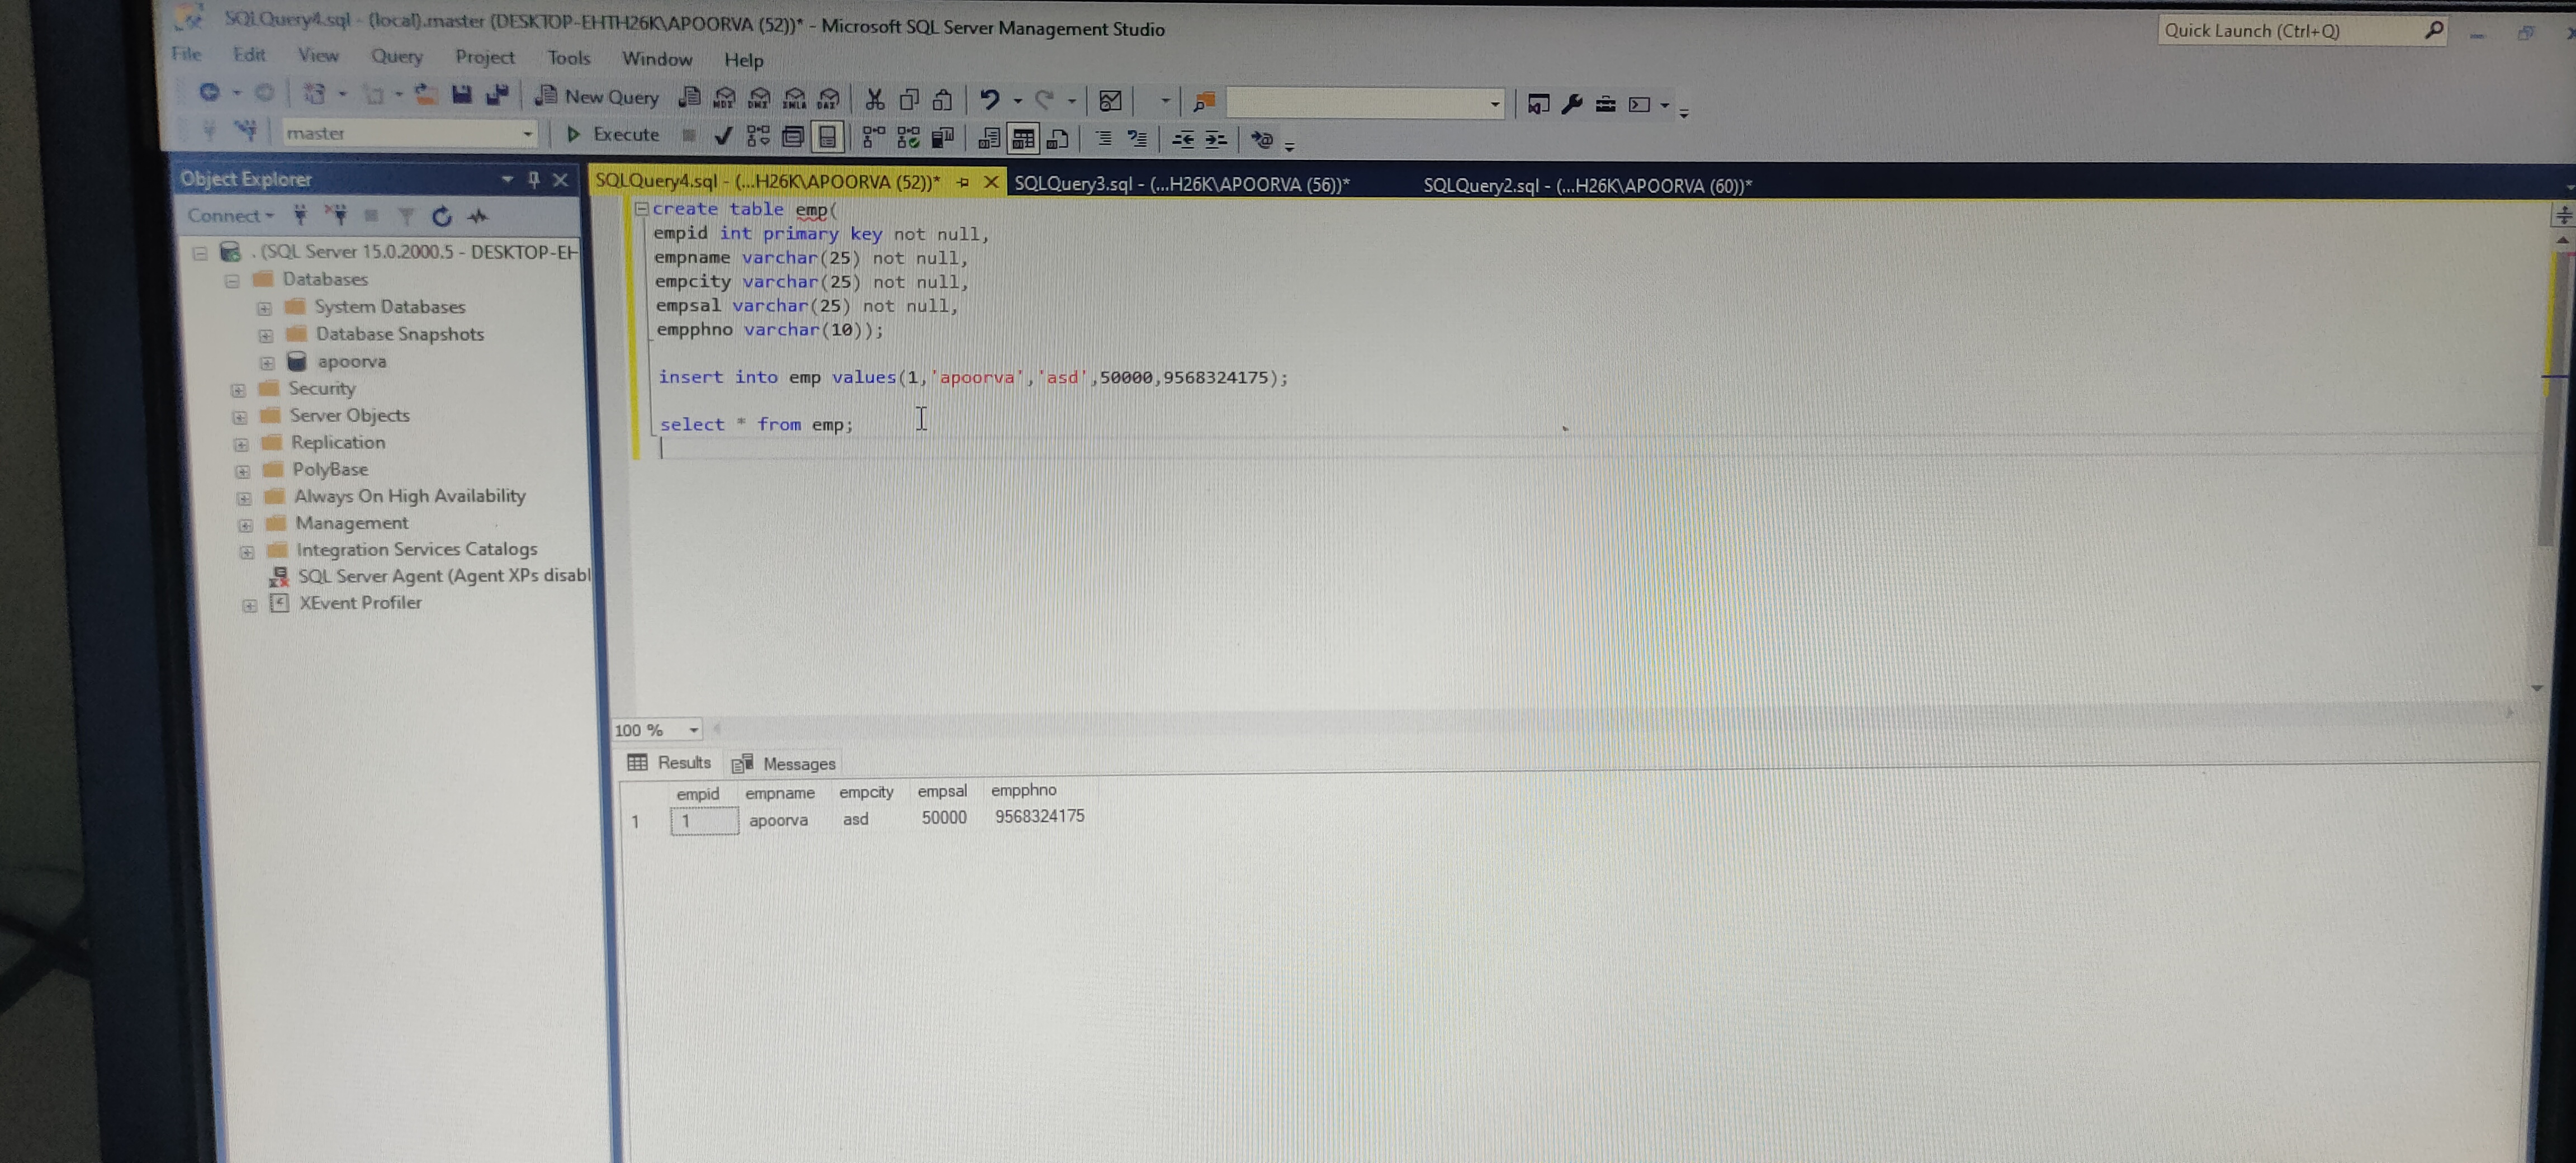 SQLQuery4.sql - (local).master (DESKTOP-EHTH26K\APOORVA (52))* - Microsoft SQL Server Management Studio
Quick Launch (Ctrl+Q)
File Edit View Query Project Tools Window Help
New Query MDX DMX XMLA DAX
master Execute
Object Explorer
Connect
. (SQL Server 15.0.2000.5 - DESKTOP-EH
Databases
System Databases
Database Snapshots
apoorva
Security
Server Objects
Replication
PolyBase
Always On High Availability
Management
Integration Services Catalogs
SQL Server Agent (Agent XPs disabl
XEvent Profiler
SQLQuery4.sql - (...H26K\APOORVA (52))* SQLQuery3.sql - (...H26K\APOORVA (56))* SQLQuery2.sql - (...H26K\APOORVA (60))*
create table emp(
empid int primary key not null,
empname varchar(25) not null,
empcity varchar(25) not null,
empsal varchar(25) not null,
empphno varchar(10));
insert into emp values(1,'apoorva','asd',50000,9568324175);
select * from emp;
100 %
Results Messages
empid empname empcity empsal empphno
1 1 apoorva asd 50000 9568324175